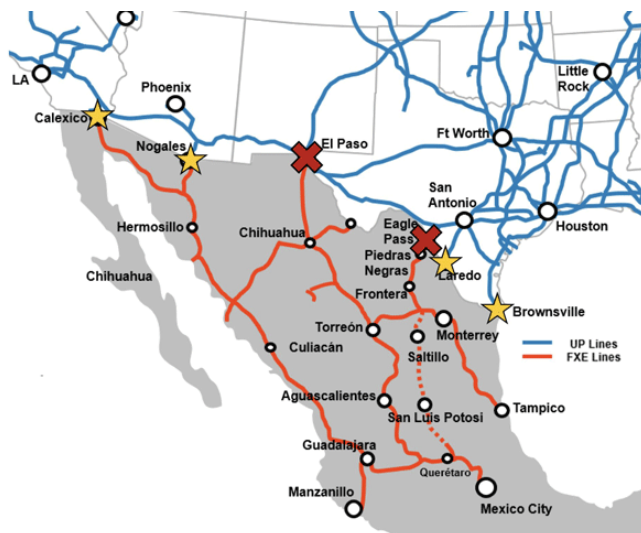 LA
Phoenix
Little
Rock
Calexico
Nogales
El Paso
Ft Worth
San
Antonio
Houston
Hermosillo
Chihuahua
Eagle
Pass
Piedras
Negras
Laredo
Chihuahua
Frontera
Brownsville
Torreón
Monterrey
UP Lines
FXE Lines
Culiacán
Saltillo
Aguascalientes
San Luis Potosi
Tampico
Guadalajara
Querétaro
Manzanillo
Mexico City